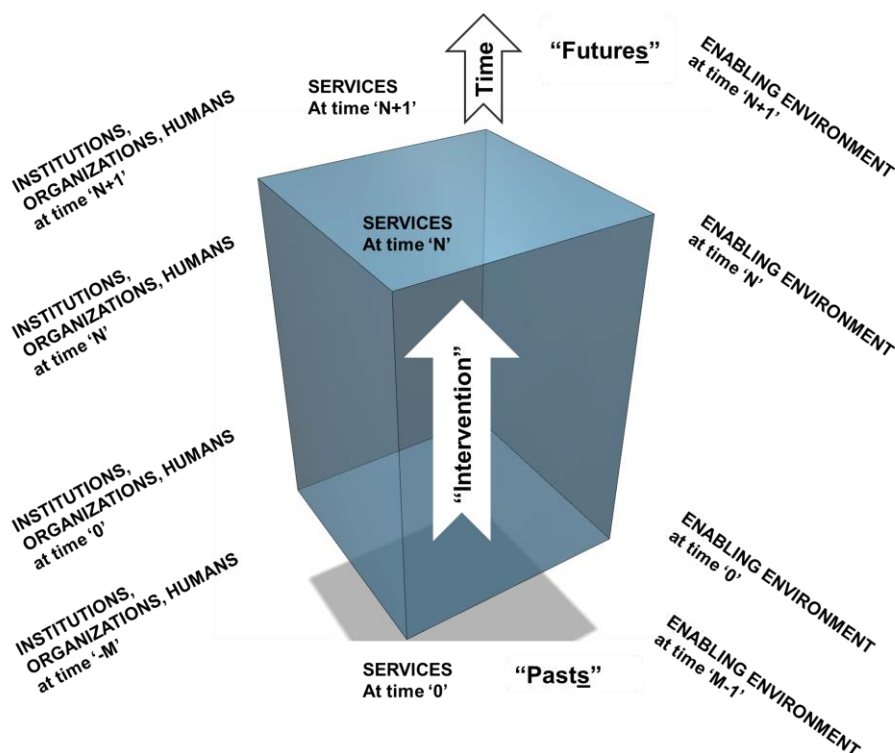 Time
“Futures”
SERVICES
At time ‘N+1’
ENABLING ENVIRONMENT
at time ‘N+1’
INSTITUTIONS,
ORGANIZATIONS, HUMANS
at time ‘N+1’
SERVICES
At time ‘N’
ENABLING ENVIRONMENT
at time ‘N’
INSTITUTIONS,
ORGANIZATIONS, HUMANS
at time ‘N’
“Intervention”
INSTITUTIONS,
ORGANIZATIONS, HUMANS
at time ‘0’
ENABLING ENVIRONMENT
at time ‘0’
INSTITUTIONS,
ORGANIZATIONS, HUMANS
at time ‘-M’
SERVICES
At time ‘0’
“Pasts”
ENABLING ENVIRONMENT
at time ‘M-1’